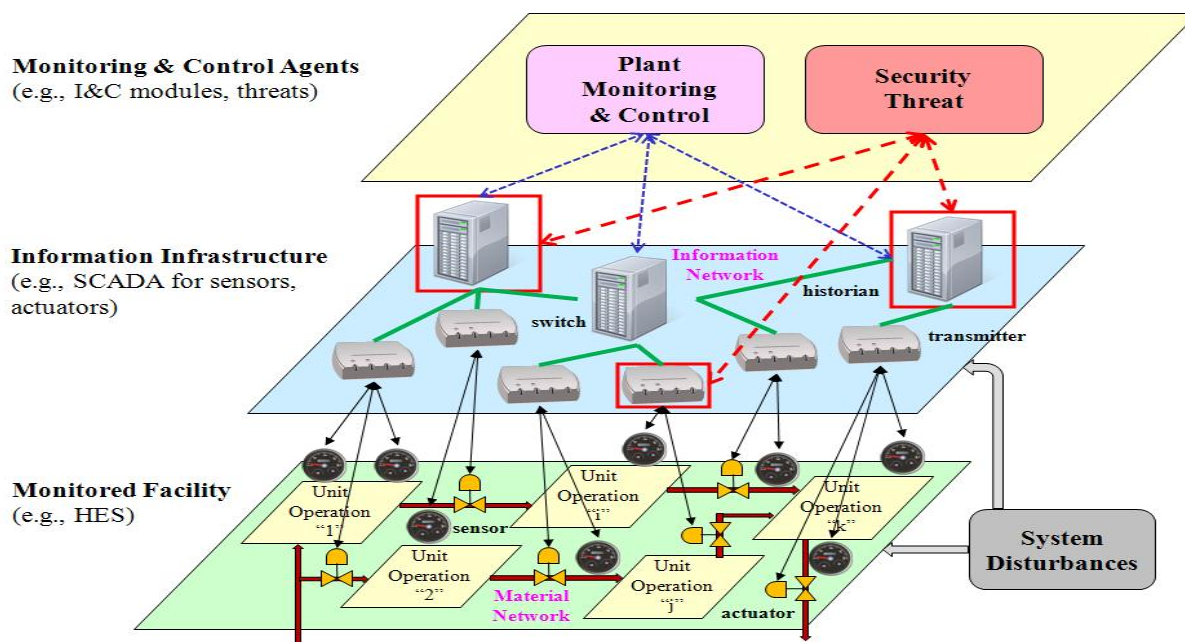 Monitoring & Control Agents
(e.g., I&C modules, threats)
Plant
Monitoring
& Control
Security
Threat
Information Infrastructure
(e.g., SCADA for sensors,
actuators)
Information
Network
historian
switch
transmitter
Monitored Facility
(e.g., HES)
Unit
Operation
“1”
sensor
Unit
Operation
“i”
Unit
Operation
“k”
Unit
Operation
“2”
Material
Network
Unit
Operation
“j”
actuator
System
Disturbances